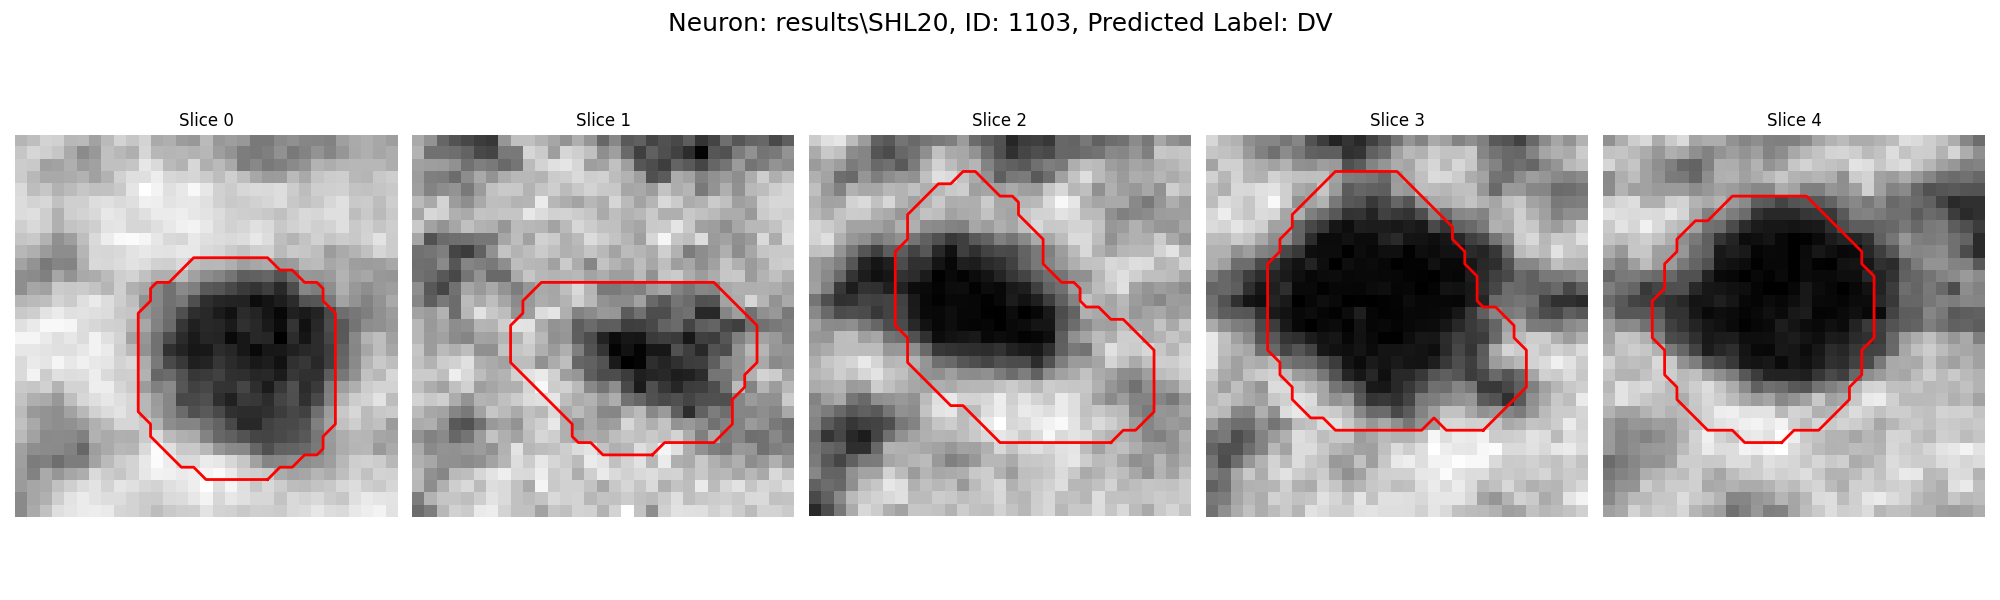 Neuron: results\SHL20, ID: 1103, Predicted Label: DV
Slice 0
Slice 1
Slice 2
Slice 3
Slice 4